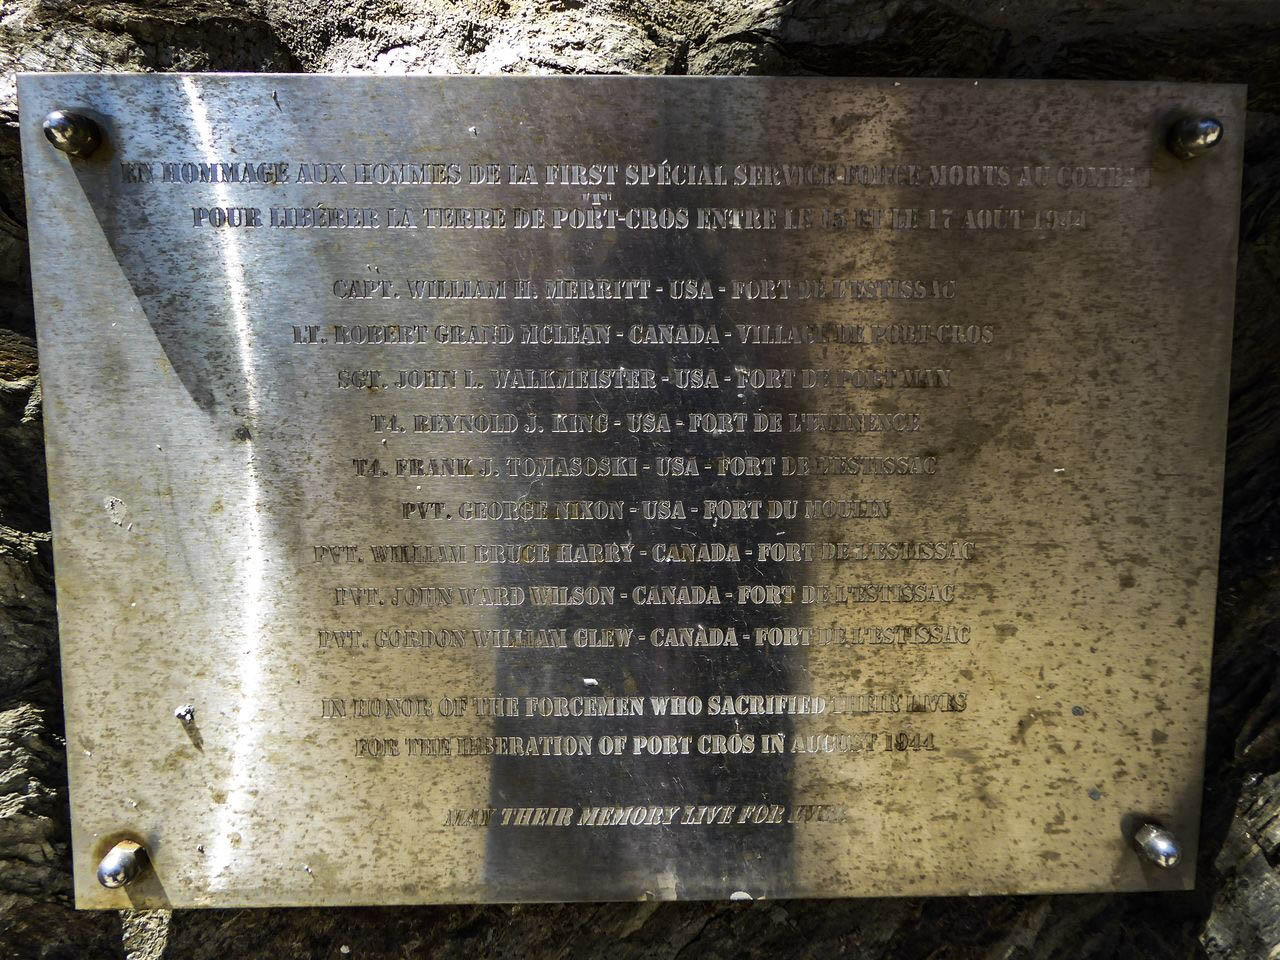 EN HOMMAGE AUX HOMMES DE LA FIRST SPÉCIAL SERVICE FORCE MORTS AU COMBAT
POUR LIBÉRER LA TERRE DE PORT-CROS ENTRE LE 15 ET LE 17 AOUT 1944
CAPT. WILLIAM H. MERRITT - USA - FORT DE L'ESTISSAC
LT. ROBERT GRAND MCLEAN - CANADA - VILLAGE DE PORT-CROS
SGT. JOHN L. WALKMEISTER - USA - FORT DE PORT MAN
T4. REYNOLD J. KING - USA - FORT DE L'EMINENCE
T4. FRANK J. TOMASOSKI - USA - FORT DE L'ESTISSAC
PVT. GEORGE NIXON - USA - FORT DU MOULIN
PVT. WILLIAM BRUCE HARRY - CANADA - FORT DE L'ESTISSAC
PVT. JOHN WARD WILSON - CANADA - FORT DE L'ESTISSAC
PVT. GORDON WILLIAM GLEW - CANADA - FORT DE L'ESTISSAC
IN HONOR OF THE FORCEMEN WHO SACRIFIED THEIR LIVES
FOR THE LIBERATION OF PORT CROS IN AUGUST 1944
MAY THEIR MEMORY LIVE FOR EVER